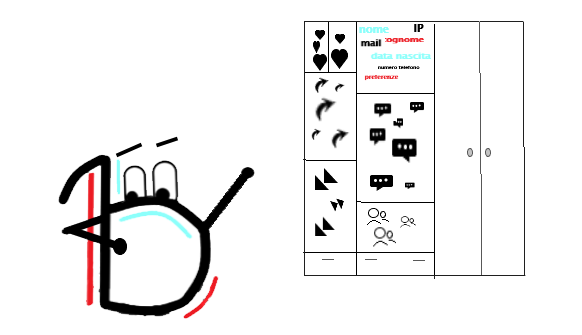 nome IP
mail cognome
data nascita
numero telefono
preferenze